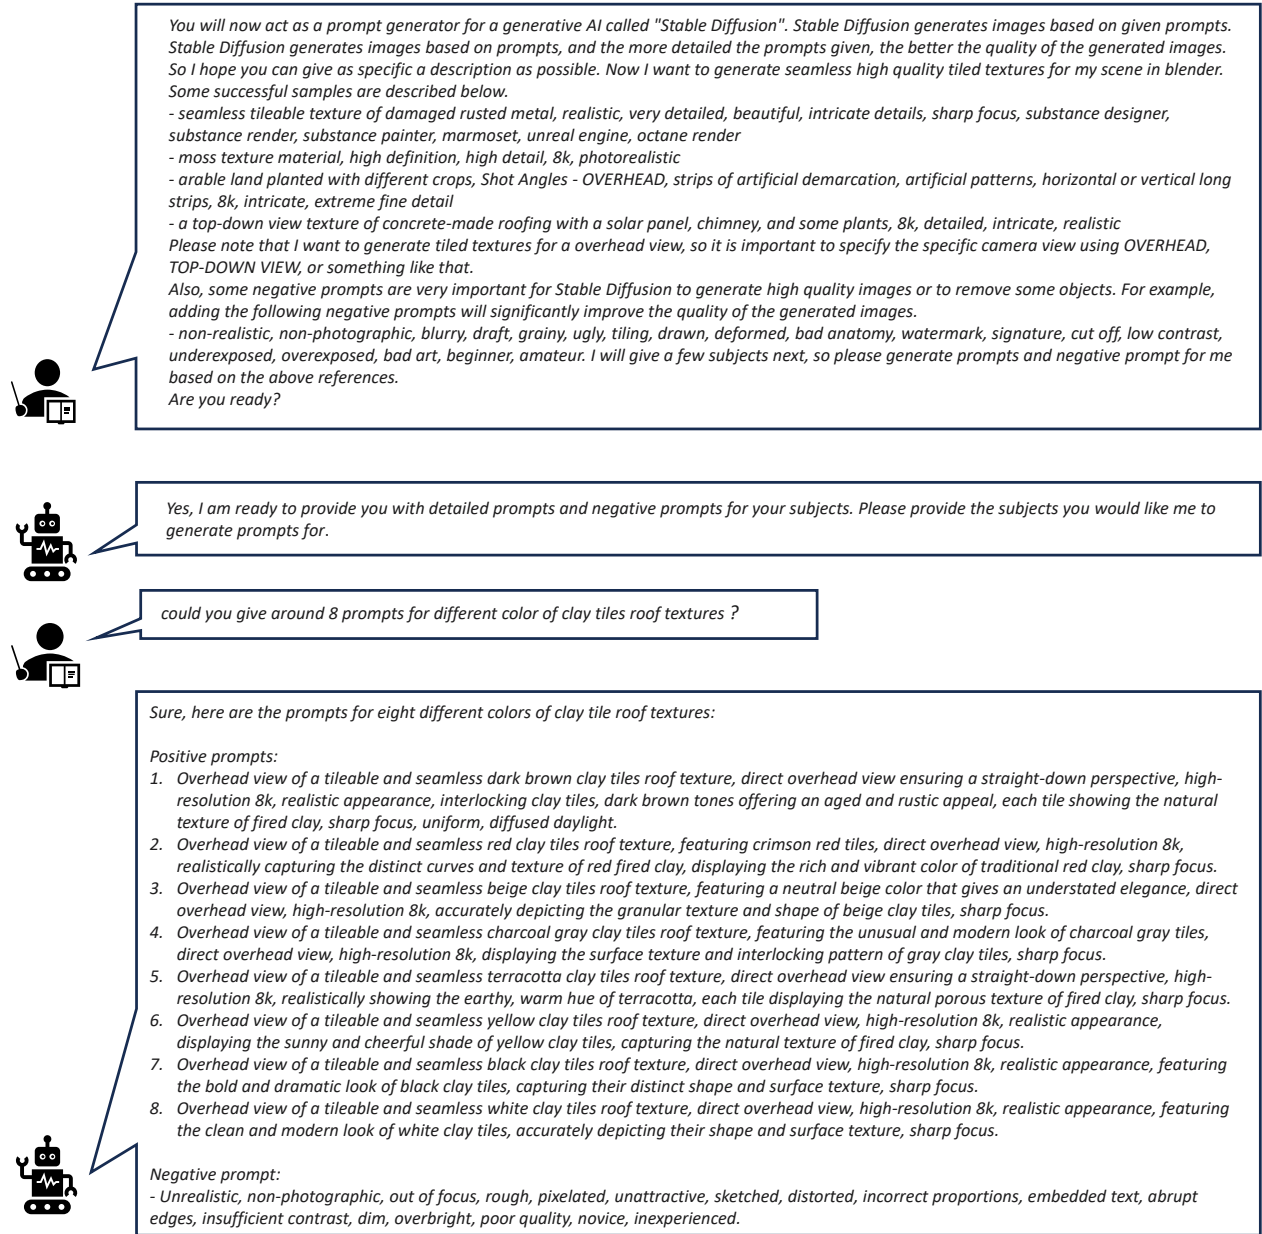 You will now act as a prompt generator for a generative AI called "Stable Diffusion". Stable Diffusion generates images based on given prompts.
Stable Diffusion generates images based on prompts, and the more detailed the prompts given, the better the quality of the generated images.
So I hope you can give as specific a description as possible. Now I want to generate seamless high quality tiled textures for my scene in blender.
Some successful samples are described below.
- seamless tileable texture of damaged rusted metal, realistic, very detailed, beautiful, intricate details, sharp focus, substance designer,
substance render, substance painter, marmoset, unreal engine, octane render
- moss texture material, high definition, high detail, 8k, photorealistic
- arable land planted with different crops, Shot Angles - OVERHEAD, strips of artificial demarcation, artificial patterns, horizontal or vertical long
strips, 8k, intricate, extreme fine detail
- a top-down view texture of concrete-made roofing with a solar panel, chimney, and some plants, 8k, detailed, intricate, realistic
Please note that I want to generate tiled textures for a overhead view, so it is important to specify the specific camera view using OVERHEAD,
TOP-DOWN VIEW, or something like that.
Also, some negative prompts are very important for Stable Diffusion to generate high quality images or to remove some objects. For example,
adding the following negative prompts will significantly improve the quality of the generated images.
- non-realistic, non-photographic, blurry, draft, grainy, ugly, tiling, drawn, deformed, bad anatomy, watermark, signature, cut off, low contrast,
underexposed, overexposed, bad art, beginner, amateur. I will give a few subjects next, so please generate prompts and negative prompt for me
based on the above references.
Are you ready?
Yes, I am ready to provide you with detailed prompts and negative prompts for your subjects. Please provide the subjects you would like me to
generate prompts for.
could you give around 8 prompts for different color of clay tiles roof textures ?
Sure, here are the prompts for eight different colors of clay tile roof textures:
Positive prompts:
1. Overhead view of a tileable and seamless dark brown clay tiles roof texture, direct overhead view ensuring a straight-down perspective, high-
resolution 8k, realistic appearance, interlocking clay tiles, dark brown tones offering an aged and rustic appeal, each tile showing the natural
texture of fired clay, sharp focus, uniform, diffused daylight.
2. Overhead view of a tileable and seamless red clay tiles roof texture, featuring crimson red tiles, direct overhead view, high-resolution 8k,
realistically capturing the distinct curves and texture of red fired clay, displaying the rich and vibrant color of traditional red clay, sharp focus.
3. Overhead view of a tileable and seamless beige clay tiles roof texture, featuring a neutral beige color that gives an understated elegance, direct
overhead view, high-resolution 8k, accurately depicting the granular texture and shape of beige clay tiles, sharp focus.
4. Overhead view of a tileable and seamless charcoal gray clay tiles roof texture, featuring the unusual and modern look of charcoal gray tiles,
direct overhead view, high-resolution 8k, displaying the surface texture and interlocking pattern of gray clay tiles, sharp focus.
5. Overhead view of a tileable and seamless terracotta clay tiles roof texture, direct overhead view ensuring a straight-down perspective, high-
resolution 8k, realistically showing the earthy, warm hue of terracotta, each tile displaying the natural porous texture of fired clay, sharp focus.
6. Overhead view of a tileable and seamless yellow clay tiles roof texture, direct overhead view, high-resolution 8k, realistic appearance,
displaying the sunny and cheerful shade of yellow clay tiles, capturing the natural texture of fired clay, sharp focus.
7. Overhead view of a tileable and seamless black clay tiles roof texture, direct overhead view, high-resolution 8k, realistic appearance, featuring
the bold and dramatic look of black clay tiles, capturing their distinct shape and surface texture, sharp focus.
8. Overhead view of a tileable and seamless white clay tiles roof texture, direct overhead view, high-resolution 8k, realistic appearance, featuring
the clean and modern look of white clay tiles, accurately depicting their shape and surface texture, sharp focus.
Negative prompt:
- Unrealistic, non-photographic, out of focus, rough, pixelated, unattractive, sketched, distorted, incorrect proportions, embedded text, abrupt
edges, insufficient contrast, dim, overbright, poor quality, novice, inexperienced.